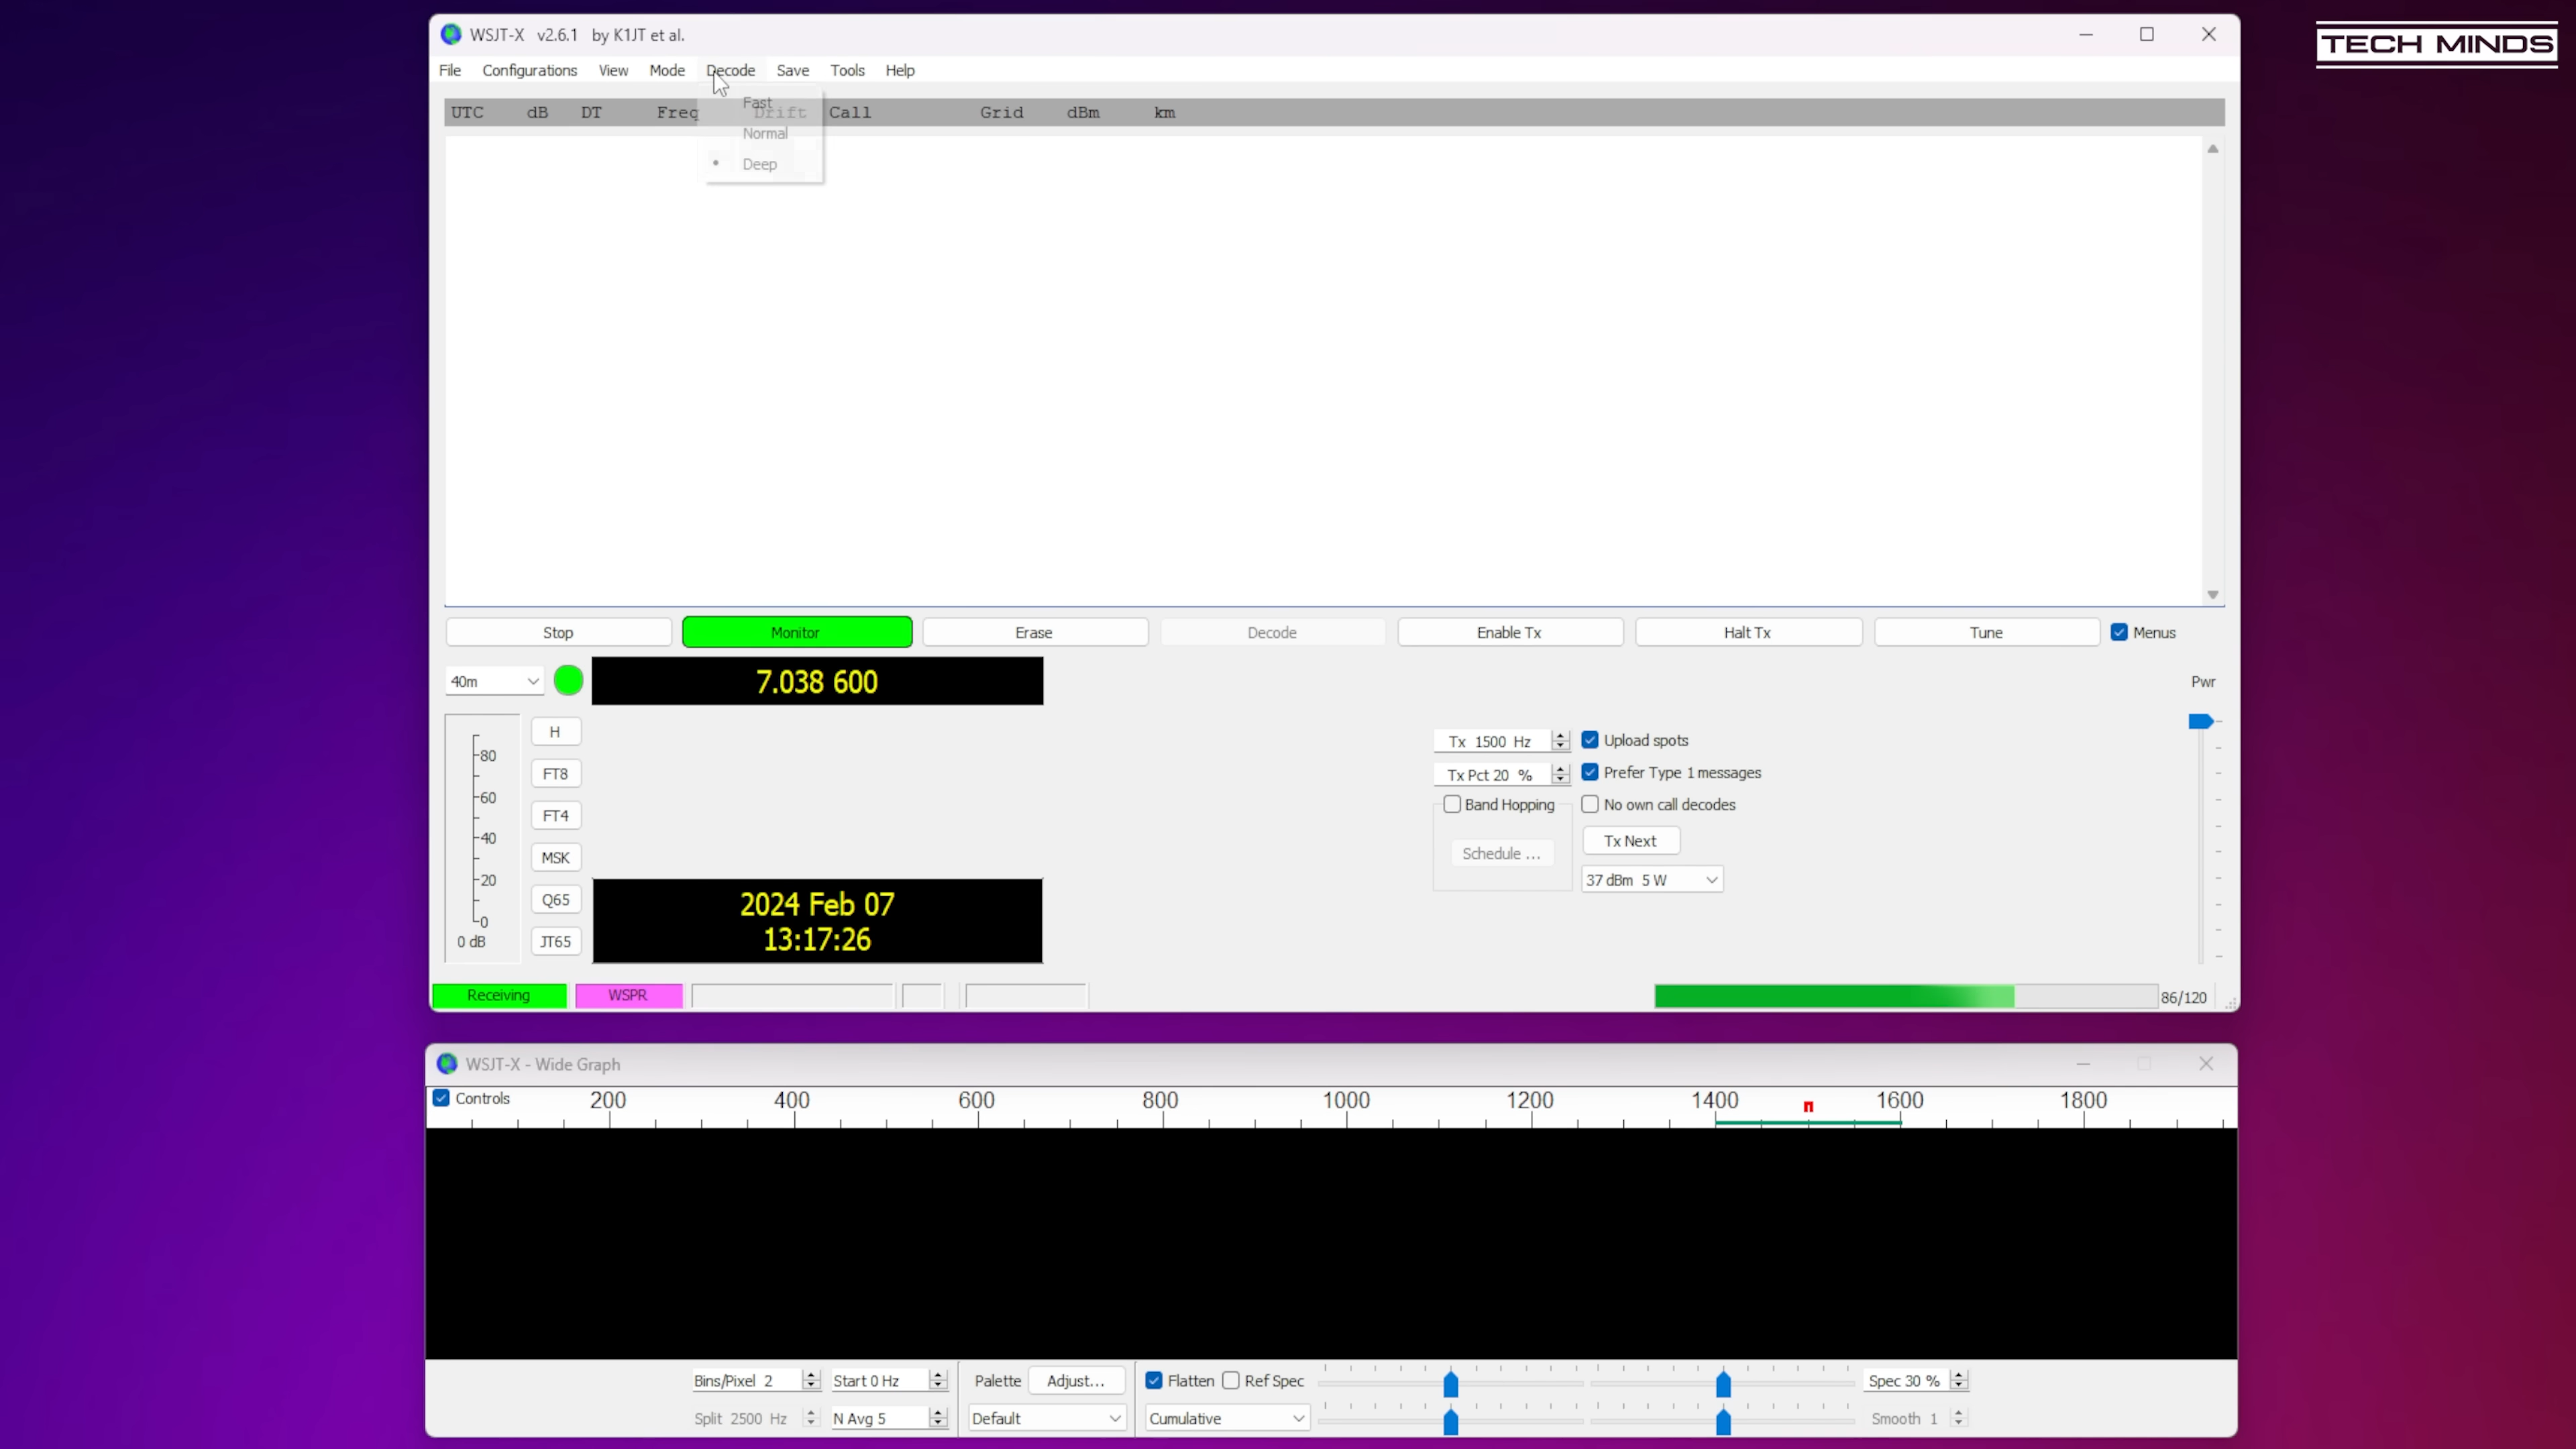 TECH MINDS
WSJT-X v2.6.1 by K1JT et al.
File Configurations View Mode Decode Save Tools Help
UTC dB DT Freq Drift Call Grid dBm km
Fast
Normal
Deep
Stop Monitor Erase Decode Enable Tx Halt Tx Tune Menus
40m 7.038 600 Pwr
H
FT8
FT4
MSK
Q65
JT65
80
60
40
20
0
0 dB
Tx 1500 Hz Upload spots
Tx Pct 20 % Prefer Type 1 messages
Band Hopping No own call decodes
Schedule ... Tx Next
37 dBm 5 W
2024 Feb 07
13:17:26
Receiving WSPR 86/120
WSJT-X - Wide Graph
Controls 200 400 600 800 1000 1200 1400 1600 1800
Bins/Pixel 2 Start 0 Hz Palette Adjust... Flatten Ref Spec Spec 30 %
Split 2500 Hz N Avg 5 Default Cumulative Smooth 1